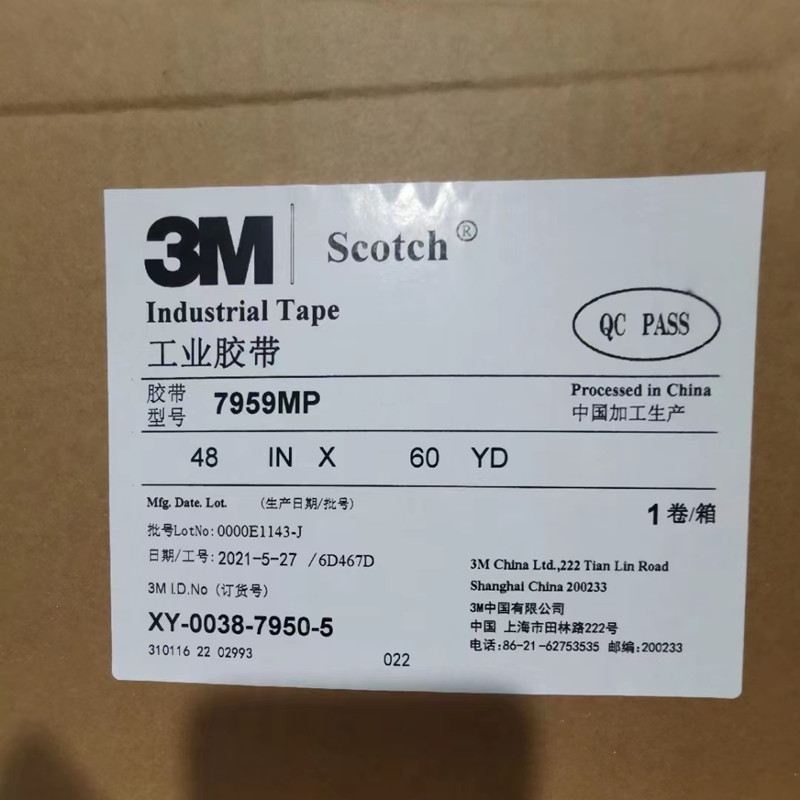 3M Scotch®
Industrial Tape
工业胶带
QC PASS
胶带型号 7959MP
Processed in China
中国加工生产
48 IN X 60 YD
Mfg. Date. Lot. (生产日期/批号)
1 卷/箱
批号LotNo: 0000E1143-J
日期/工号: 2021-5-27 /6D467D
3M I.D.No (订货号)
XY-0038-7950-5
310116 22 02993
022
3M China Ltd.,222 Tian Lin Road
Shanghai China 200233
3M中国有限公司
中国 上海市田林路222号
电话:86-21-62753535 邮编:200233